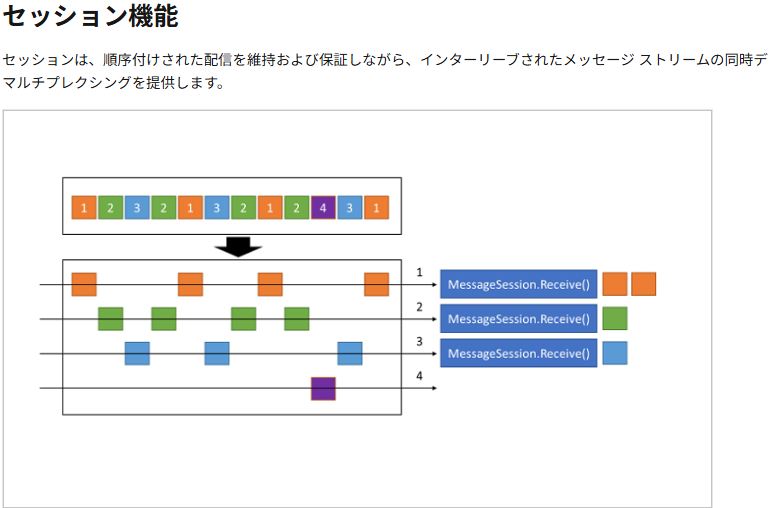 セッション機能
セッションは、順序付けされた配信を維持および保証しながら、インターリーブされたメッセージ ストリームの同時デ
マルチプレクシングを提供します。
1 2 3 2 1 3 2 1 2 4 3 1
1 MessageSession.Receive()
2 MessageSession.Receive()
3 MessageSession.Receive()
4